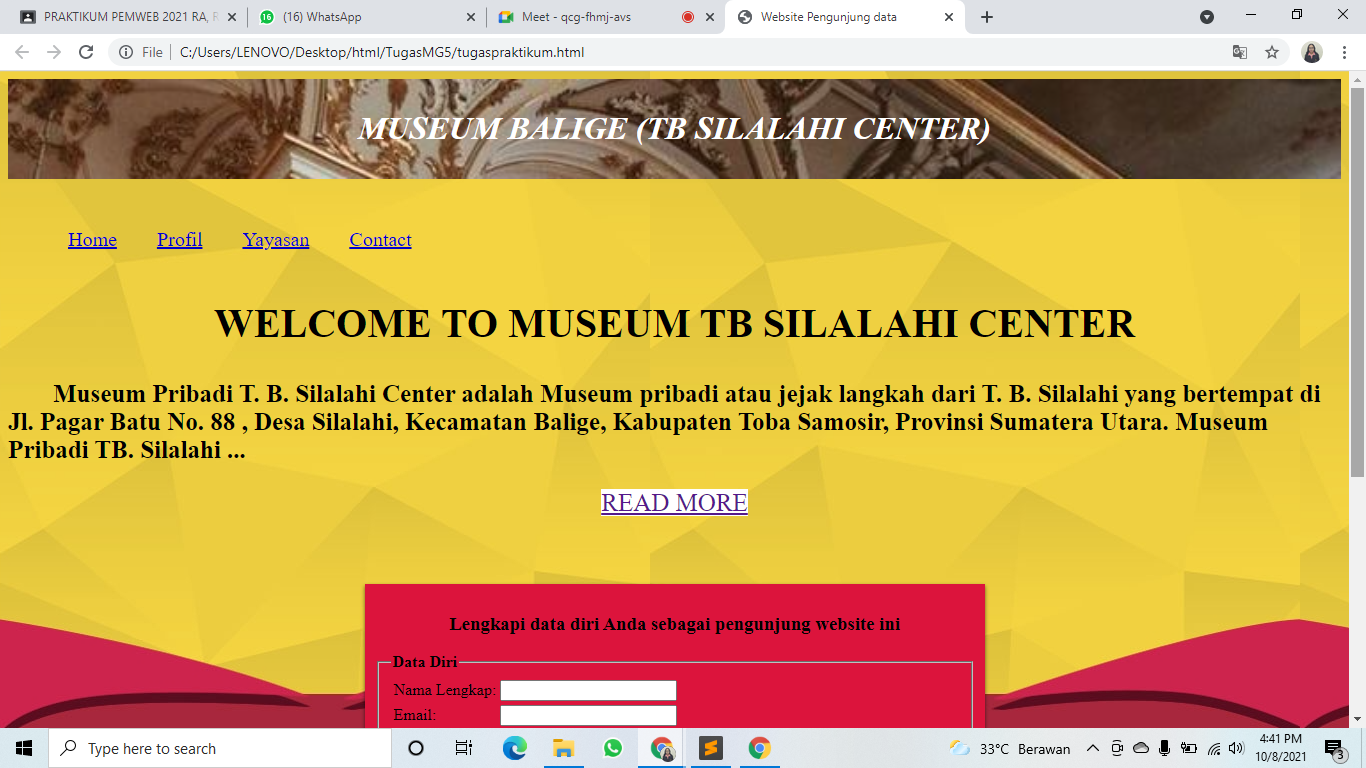 PRAKTIKUM PEMWEB 2021 RA, R
(16) WhatsApp
Meet - qcg-fhmj-avs
Website Pengunjung data
File
C:/Users/LENOVO/Desktop/html/TugasMG5/tugaspraktikum.html
MUSEUM BALIGE (TB SILALAHI CENTER)
Home Profil Yayasan Contact
WELCOME TO MUSEUM TB SILALAHI CENTER
Museum Pribadi T. B. Silalahi Center adalah Museum pribadi atau jejak langkah dari T. B. Silalahi yang bertempat di
Jl. Pagar Batu No. 88 , Desa Silalahi, Kecamatan Balige, Kabupaten Toba Samosir, Provinsi Sumatera Utara. Museum
Pribadi TB. Silalahi ...
READ MORE
Lengkapi data diri Anda sebagai pengunjung website ini
Data Diri
Nama Lengkap:
Email:
Type here to search
33°C Berawan
4:41 PM
10/8/2021
3